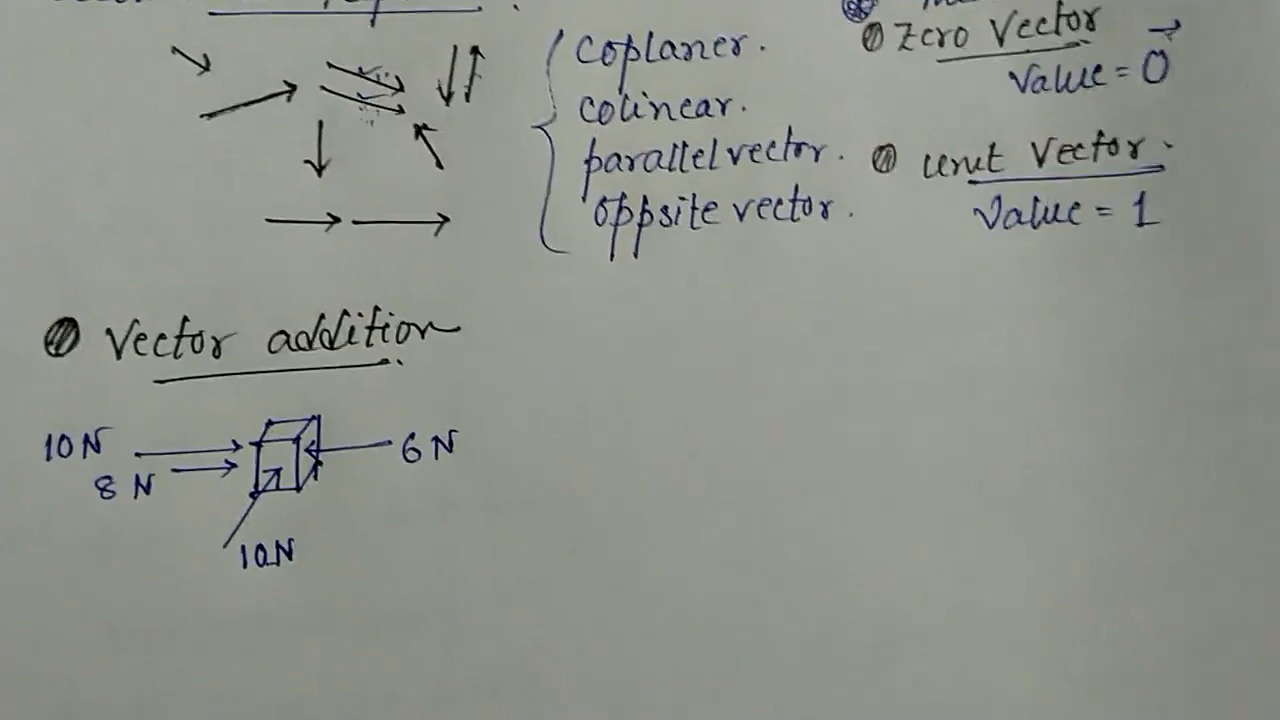 coplaner.
colinear.
parallel vector.
oppsite vector.
Zero Vector
Value = 0
unit Vector.
Value = 1
Vector addition
10 N
8 N
6 N
10N